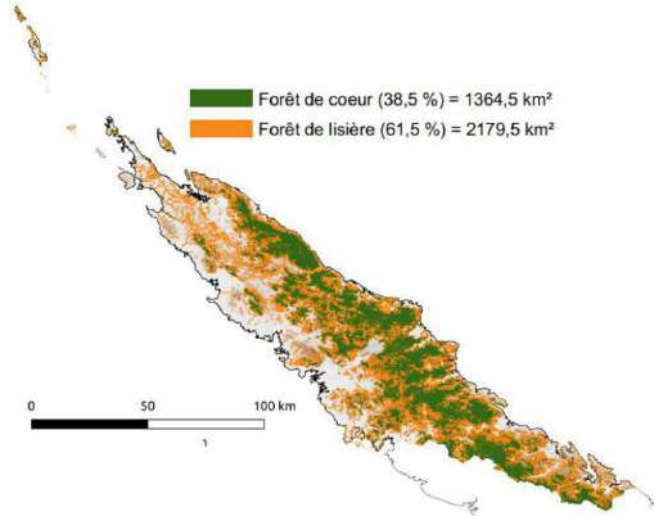 Forêt de coeur (38,5 %) = 1364,5 km²
Forêt de lisière (61,5 %) = 2179,5 km²
0 50 100 km